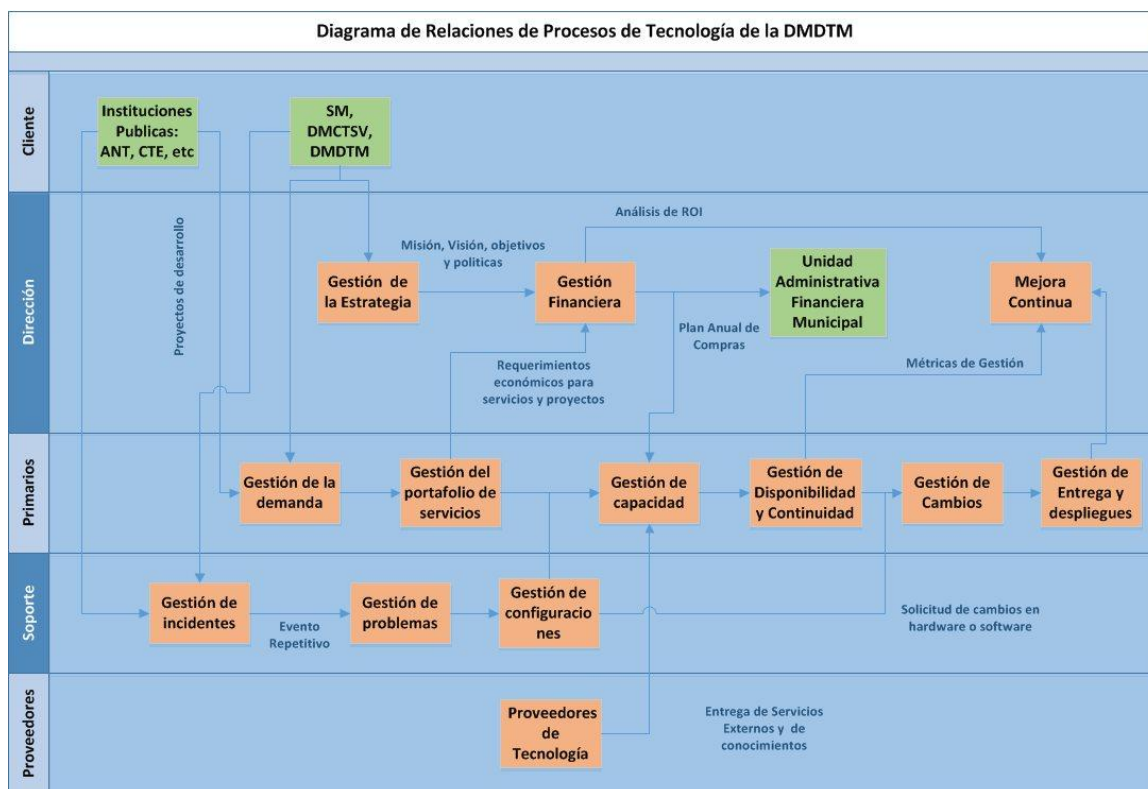 Diagrama de Relaciones de Procesos de Tecnología de la DMDTM
Cliente
Instituciones
Publicas:
ANT, CTE, etc
SM,
DMCTSV,
DMDTM
Dirección
Proyectos de desarrollo
Análisis de ROI
Misión, Visión, objetivos
y politicas
Gestión de
la Estrategia
Gestión
Financiera
Unidad
Administrativa
Financiera
Municipal
Mejora
Continua
Plan Anual de
Compras
Requerimientos
económicos para
servicios y proyectos
Métricas de Gestión
Primarios
Gestión de la
demanda
Gestión del
portafolio de
servicios
Gestión de
capacidad
Gestión de
Disponibilidad
y Continuidad
Gestión de
Cambios
Gestión de
Entrega y
despliegues
Soporte
Gestión de
incidentes
Evento
Repetitivo
Gestión de
problemas
Gestión de
configuracio
nes
Solicitud de cambios en
hardware o software
Proveedores
Proveedores
de
Tecnología
Entrega de Servicios
Externos y  de
conocimientos